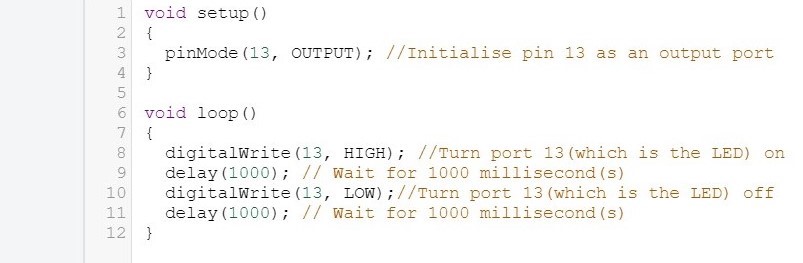 1 void setup()
2 {
3   pinMode(13, OUTPUT); //Initialise pin 13 as an output port
4 }
5
6 void loop()
7 {
8   digitalWrite(13, HIGH); //Turn port 13(which is the LED) on
9   delay(1000); // Wait for 1000 millisecond(s)
10   digitalWrite(13, LOW);//Turn port 13(which is the LED) off
11   delay(1000); // Wait for 1000 millisecond(s)
12 }